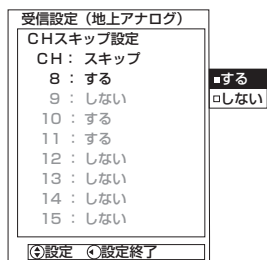 受信設定（地上アナログ）
CHスキップ設定
CH： スキップ
8： する
9： しない
10： する
11： する
12： しない
13： しない
14： しない
15： しない
■する
□しない
設定 設定終了